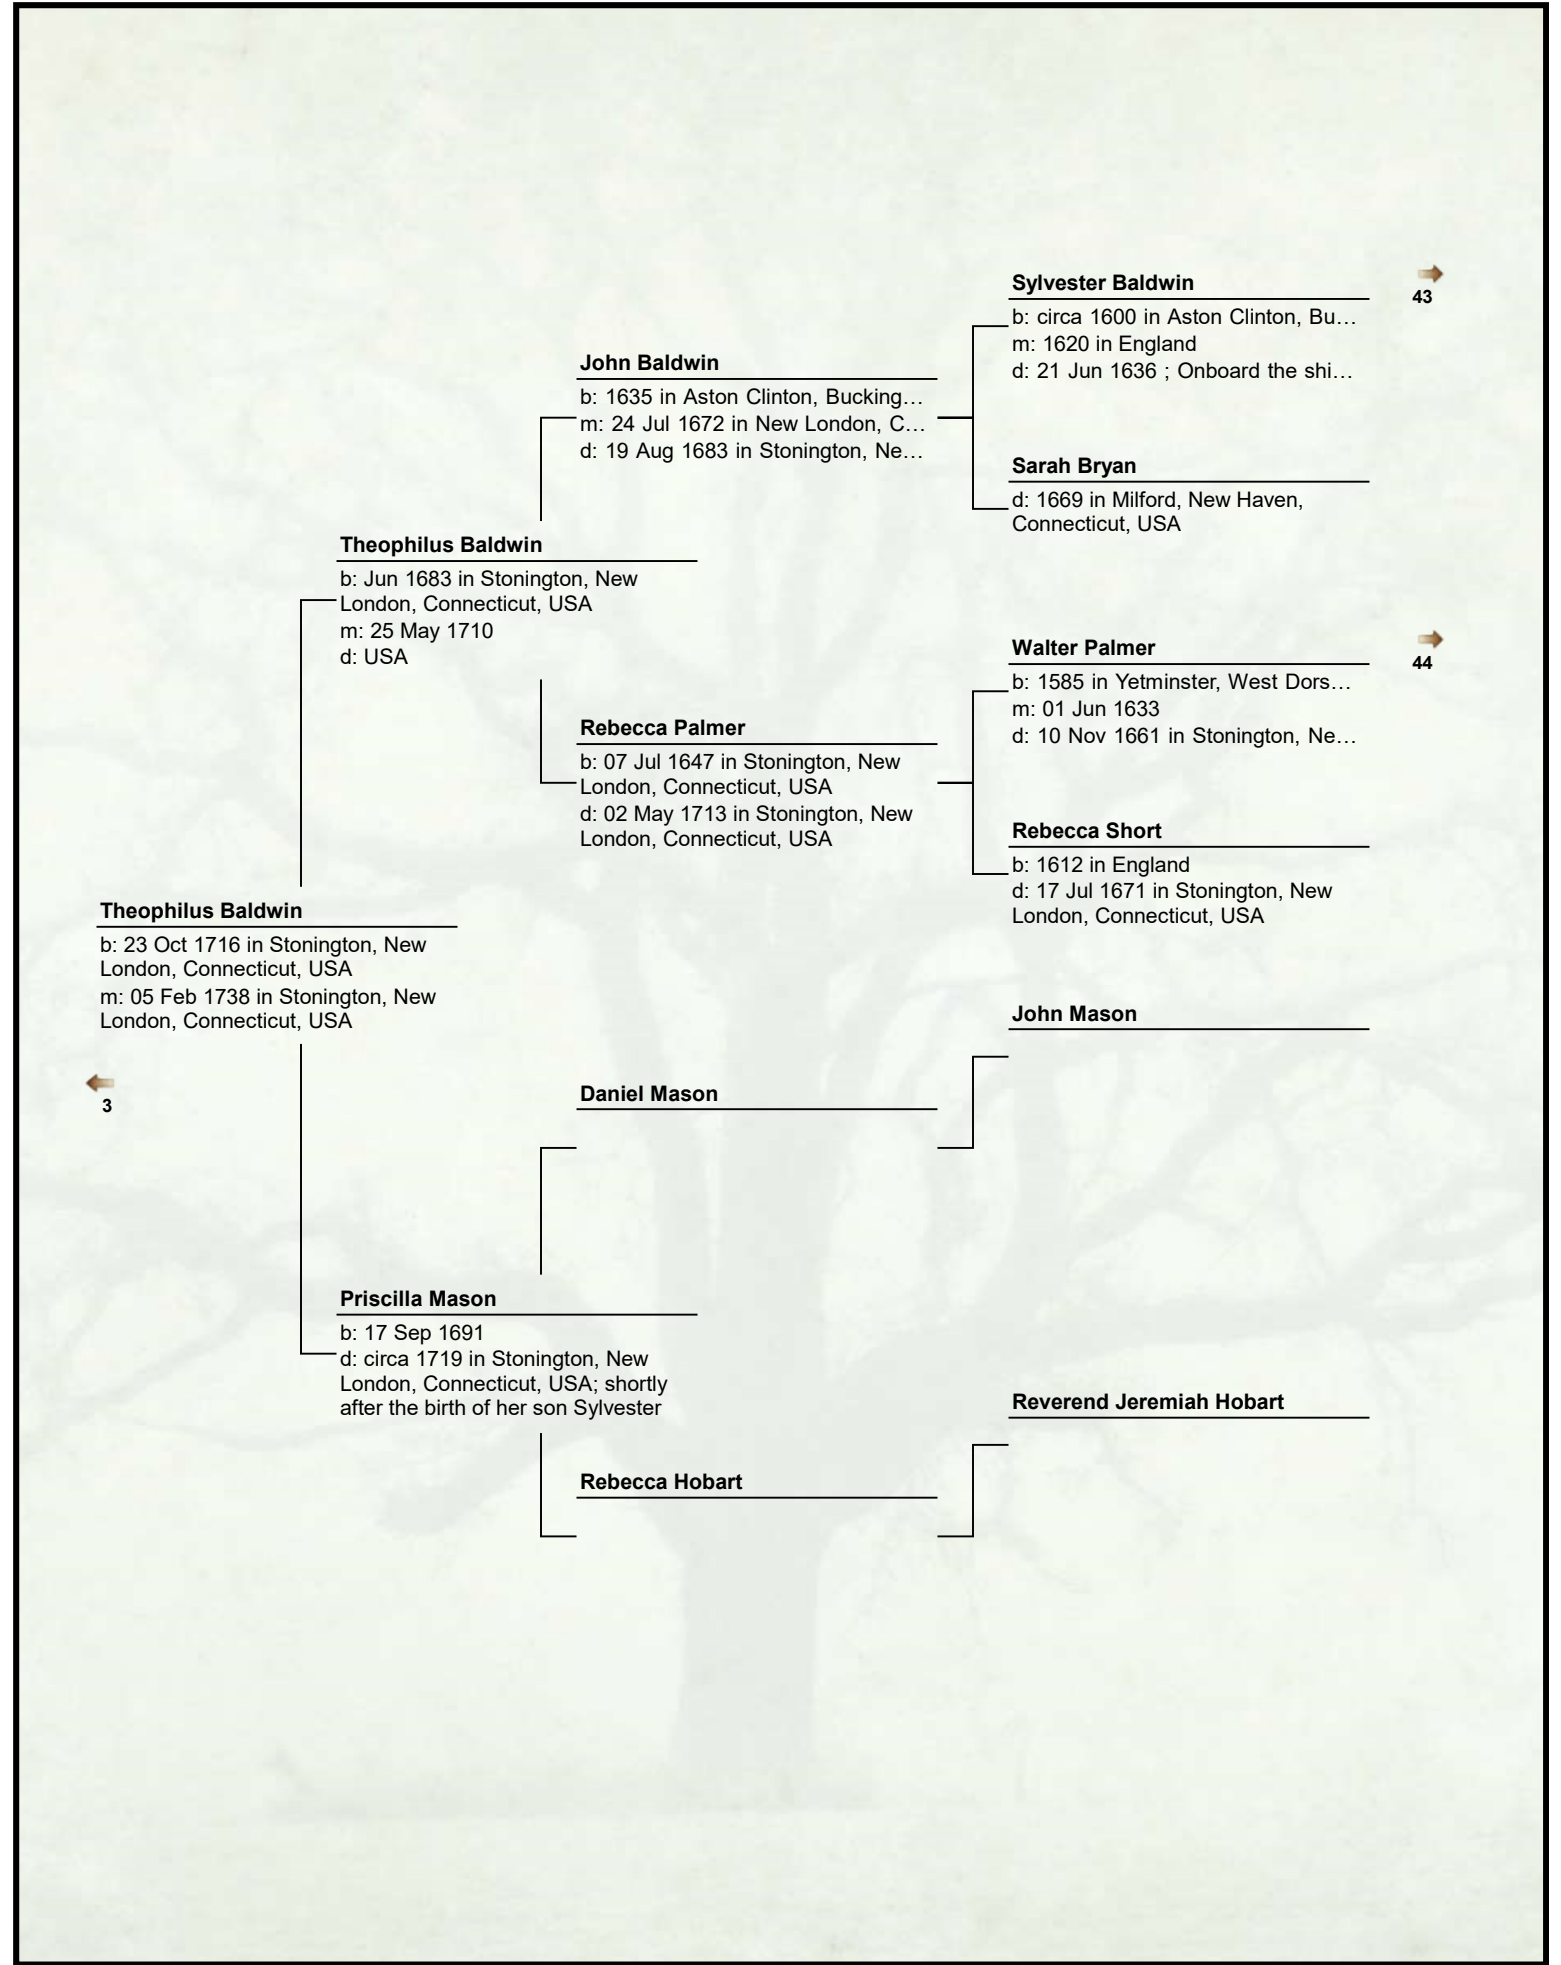 Sylvester Baldwin
43
b: circa 1600 in Aston Clinton, Bu…
m: 1620 in England
d: 21 Jun 1636 ; Onboard the shi…
John Baldwin
b: 1635 in Aston Clinton, Bucking…
m: 24 Jul 1672 in New London, C…
d: 19 Aug 1683 in Stonington, Ne…
Sarah Bryan
d: 1669 in Milford, New Haven,
Connecticut, USA
Theophilus Baldwin
b: Jun 1683 in Stonington, New
London, Connecticut, USA
m: 25 May 1710
d: USA
Walter Palmer
44
b: 1585 in Yetminster, West Dors…
m: 01 Jun 1633
d: 10 Nov 1661 in Stonington, Ne…
Rebecca Palmer
b: 07 Jul 1647 in Stonington, New
London, Connecticut, USA
d: 02 May 1713 in Stonington, New
London, Connecticut, USA
Rebecca Short
b: 1612 in England
d: 17 Jul 1671 in Stonington, New
London, Connecticut, USA
Theophilus Baldwin
b: 23 Oct 1716 in Stonington, New
London, Connecticut, USA
m: 05 Feb 1738 in Stonington, New
London, Connecticut, USA
John Mason
3
Daniel Mason
Priscilla Mason
b: 17 Sep 1691
d: circa 1719 in Stonington, New
London, Connecticut, USA; shortly
after the birth of her son Sylvester
Reverend Jeremiah Hobart
Rebecca Hobart